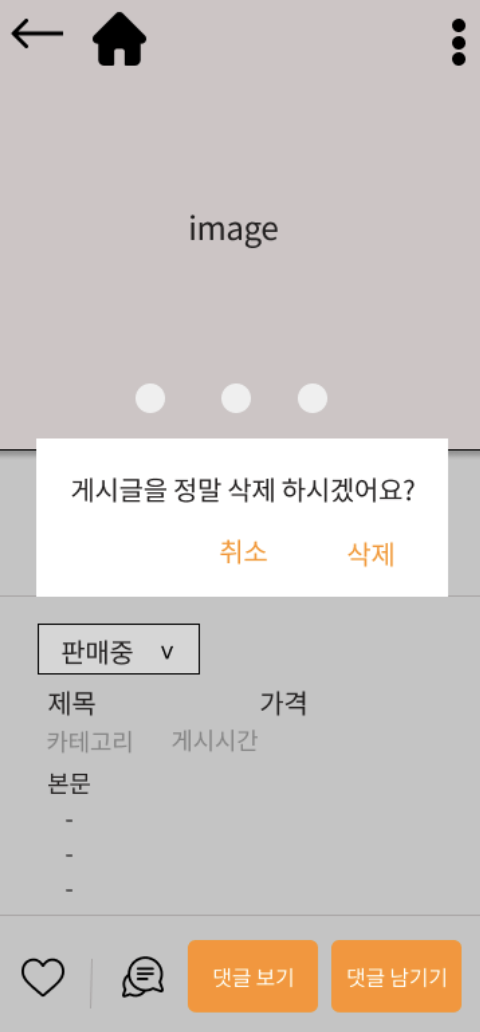 image
게시글을 정말 삭제 하시겠어요?
취소 삭제
판매중 v
제목 가격
카테고리 게시시간
본문
-
-
-
댓글 보기 댓글 남기기